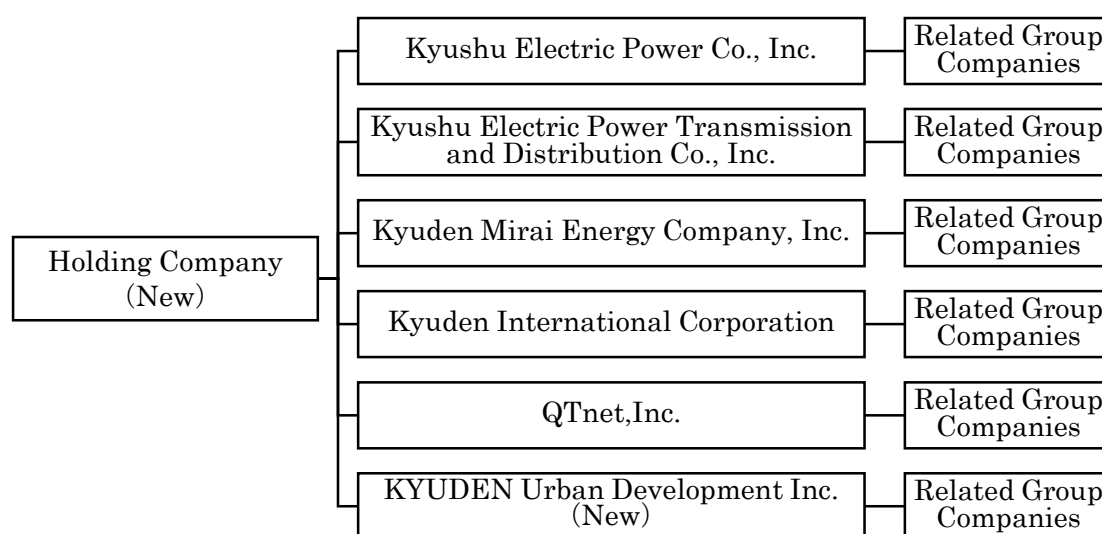 Kyushu Electric Power Co., Inc.
Related Group
Companies
Kyushu Electric Power Transmission
and Distribution Co., Inc.
Related Group
Companies
Kyuden Mirai Energy Company, Inc.
Related Group
Companies
Holding Company
（New）
Kyuden International Corporation
Related Group
Companies
QTnet,Inc.
Related Group
Companies
KYUDEN Urban Development Inc.
(New)
Related Group
Companies